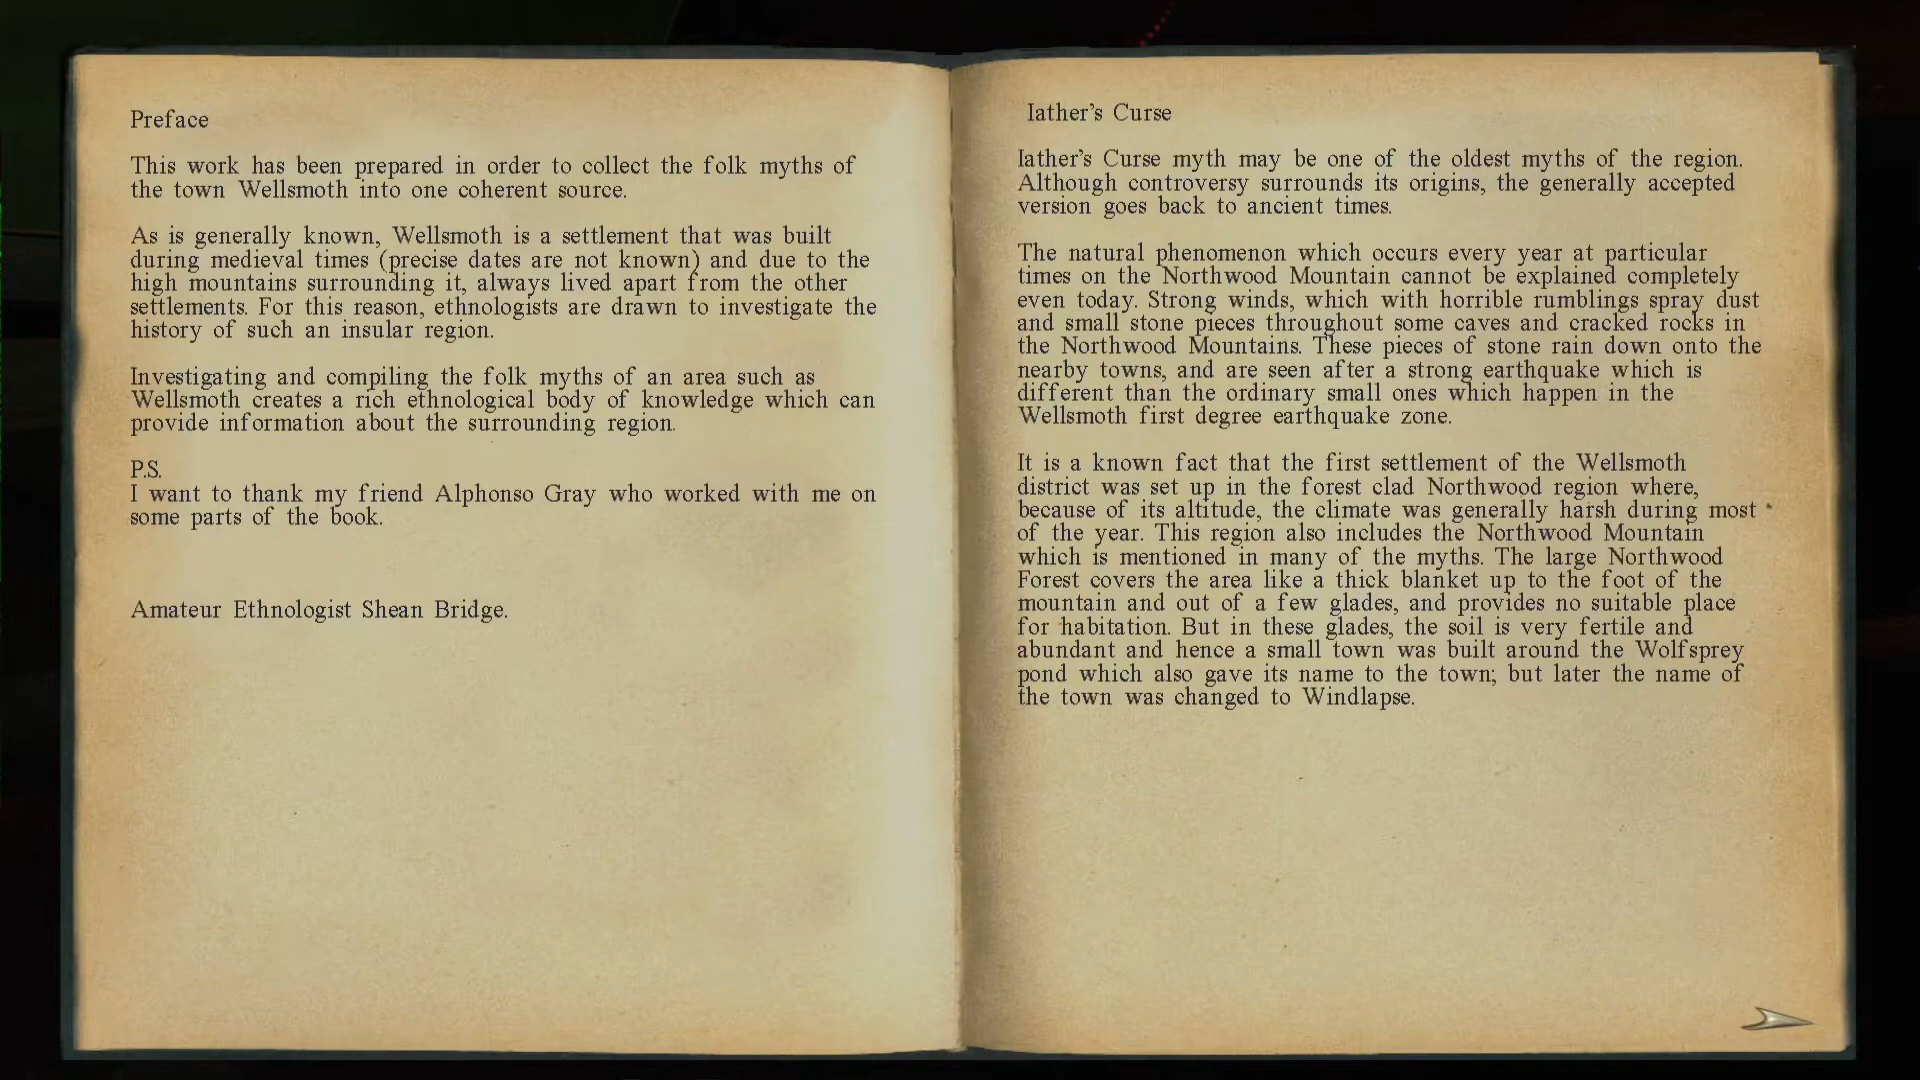 Preface
This work has been prepared in order to collect the folk myths of
the town Wellsmoth into one coherent source.
As is generally known, Wellsmoth is a settlement that was built
during medieval times (precise dates are not known) and due to the
high mountains surrounding it, always lived apart from the other
settlements. For this reason, ethnologists are drawn to investigate the
history of such an insular region.
Investigating and compiling the folk myths of an area such as
Wellsmoth creates a rich ethnological body of knowledge which can
provide information about the surrounding region.
P.S.
I want to thank my friend Alphonso Gray who worked with me on
some parts of the book.
Amateur Ethnologist Shean Bridge.
Iather's Curse
Iather's Curse myth may be one of the oldest myths of the region.
Although controversy surrounds its origins, the generally accepted
version goes back to ancient times.
The natural phenomenon which occurs every year at particular
times on the Northwood Mountain cannot be explained completely
even today. Strong winds, which with horrible rumblings spray dust
and small stone pieces throughout some caves and cracked rocks in
the Northwood Mountains. These pieces of stone rain down onto the
nearby towns, and are seen after a strong earthquake which is
different than the ordinary small ones which happen in the
Wellsmoth first degree earthquake zone.
It is a known fact that the first settlement of the Wellsmoth
district was set up in the forest clad Northwood region where,
because of its altitude, the climate was generally harsh during most
of the year. This region also includes the Northwood Mountain
which is mentioned in many of the myths. The large Northwood
Forest covers the area like a thick blanket up to the foot of the
mountain and out of a few glades, and provides no suitable place
for habitation. But in these glades, the soil is very fertile and
abundant and hence a small town was built around the Wolfsprey
pond which also gave its name to the town; but later the name of
the town was changed to Windlapse.